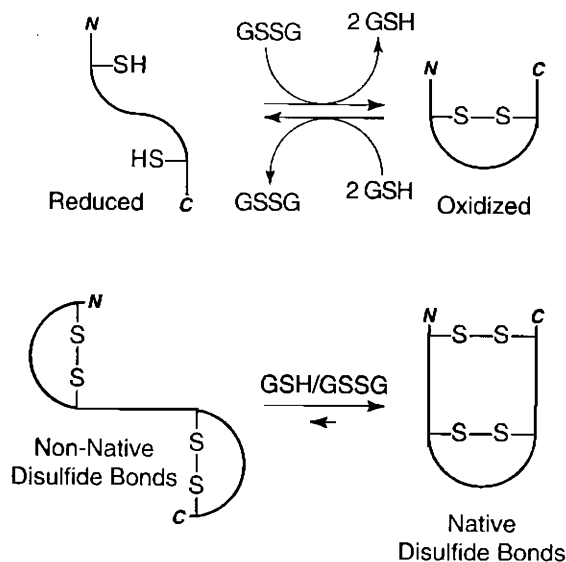 N
GSSG
2 GSH
SH
N
C
S—S
HS
Reduced
C
GSSG
2 GSH
Oxidized
N
S
S
Non-Native
Disulfide Bonds
S
S
C
GSH/GSSG
N
C
S—S
S—S
Native
Disulfide Bonds